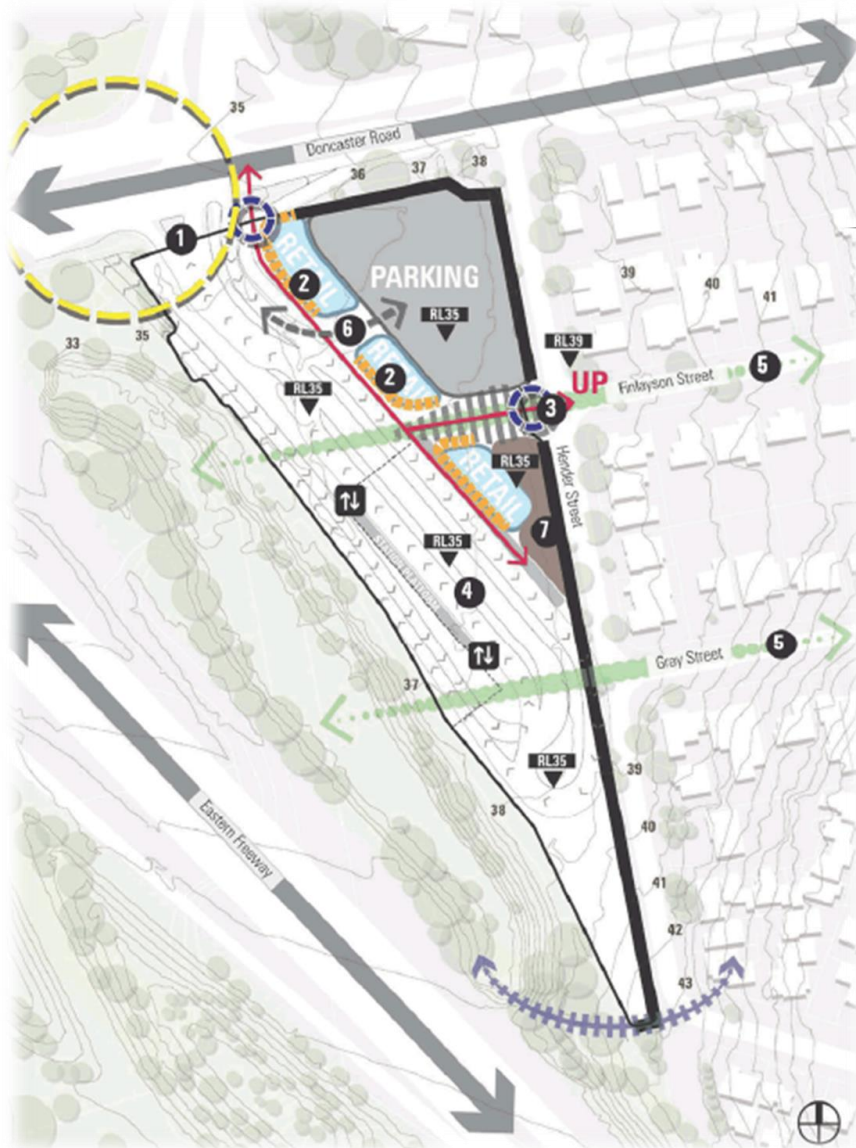 35
Doncaster Road
36
37
38
1
RETAIL
2
PARKING
RL35
39
40
41
33
35
6
RETAIL
2
RL39
UP
3
Finlayson Street
5
RL35
RETAIL
RL35
Hender Street
7
RL35
STATION PLATFORM
4
Gray Street
5
37
RL35
38
39
40
41
42
43
Eastern Freeway